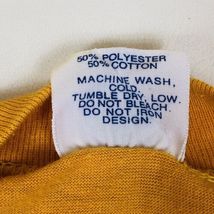 50% POLYESTER
50% COTTON
MACHINE WASH,
COLD.
TUMBLE DRY, LOW.
DO NOT BLEACH.
DO NOT IRON
DESIGN.